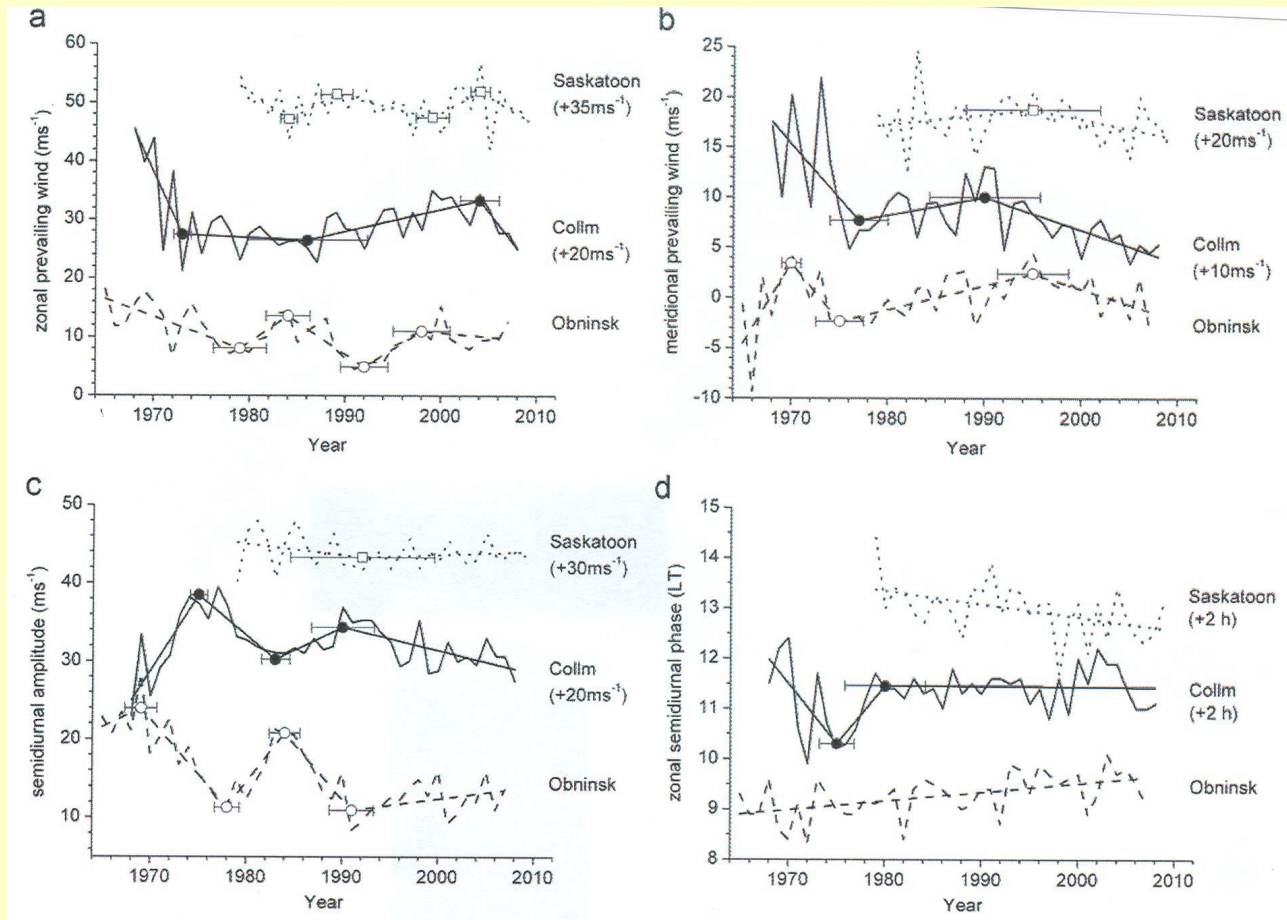 a
zonal prevailing wind (ms⁻¹)
60
50
40
30
20
10
0
1970
1980
1990
2000
2010
Year
Saskatoon
(+35ms⁻¹)
Collm
(+20ms⁻¹)
Obninsk
b
meridional prevailing wind (ms⁻¹)
25
20
15
10
5
0
-5
-10
1970
1980
1990
2000
2010
Year
Saskatoon
(+20ms⁻¹)
Collm
(+10ms⁻¹)
Obninsk
c
semidiurnal amplitude (ms⁻¹)
50
40
30
20
10
1970
1980
1990
2000
2010
Year
Saskatoon
(+30ms⁻¹)
Collm
(+20ms⁻¹)
Obninsk
d
zonal semidiurnal phase (LT)
15
14
13
12
11
10
9
8
1970
1980
1990
2000
2010
Year
Saskatoon
(+2 h)
Collm
(+2 h)
Obninsk